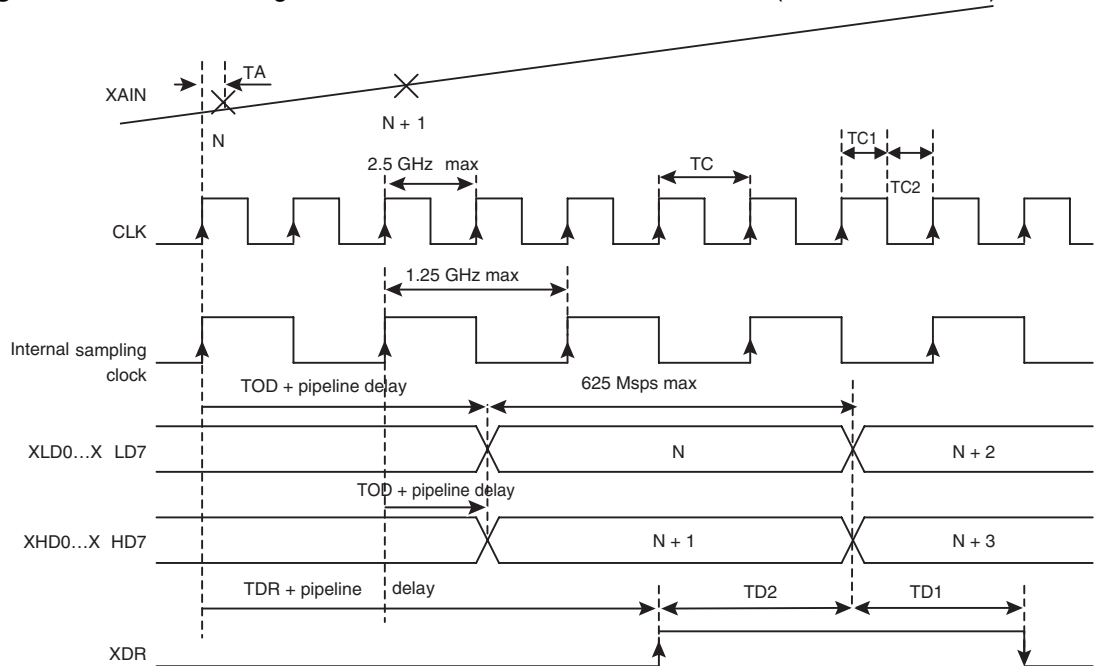 TA
XAIN
N
N + 1
2.5 GHz max
TC
TC1
TC2
CLK
1.25 GHz max
Internal sampling
clock
TOD + pipeline delay
625 Msps max
XLD0…X LD7
N
N + 2
TOD + pipeline delay
XHD0…X HD7
N + 1
N + 3
TDR + pipeline delay
TD2
TD1
XDR